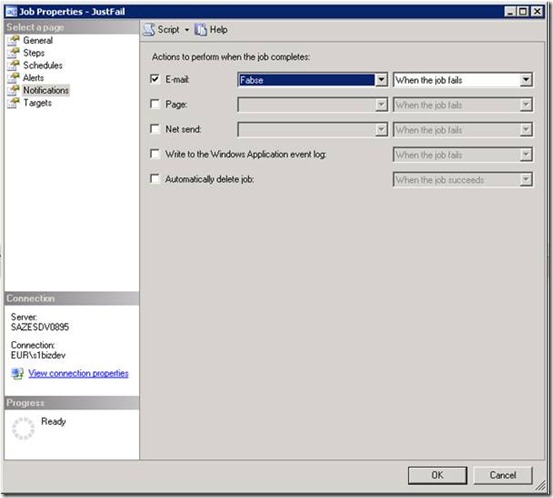 Job Properties - JustFail
Select a page
General
Steps
Schedules
Alerts
Notifications
Targets
Script Help
Actions to perform when the job completes:
E-mail: Fabse When the job fails
Page: When the job fails
Net send: When the job fails
Write to the Windows Application event log: When the job fails
Automatically delete job: When the job succeeds
Connection
Server:
SAZESDV0895
Connection:
EUR\s1bizdev
View connection properties
Progress
Ready
OK Cancel